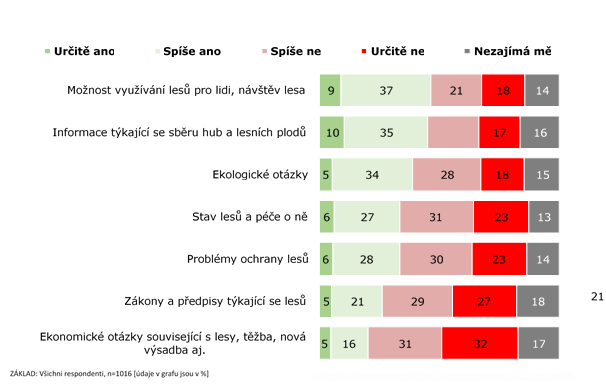 Určitě ano Spíše ano Spíše ne Určitě ne Nezajímá mě
Možnost využívání lesů pro lidi, návštěv lesa 9 37 21 18 14
Informace týkající se sběru hub a lesních plodů 10 35 17 16
Ekologické otázky 5 34 28 18 15
Stav lesů a péče o ně 6 27 31 23 13
Problémy ochrany lesů 6 28 30 23 14
21
Zákony a předpisy týkající se lesů 5 21 29 27 18
Ekonomické otázky související s lesy, těžba, nová
výsadba aj. 5 16 31 32 17
ZÁKLAD: Všichni respondenti, n=1016 [údaje v grafu jsou v %]